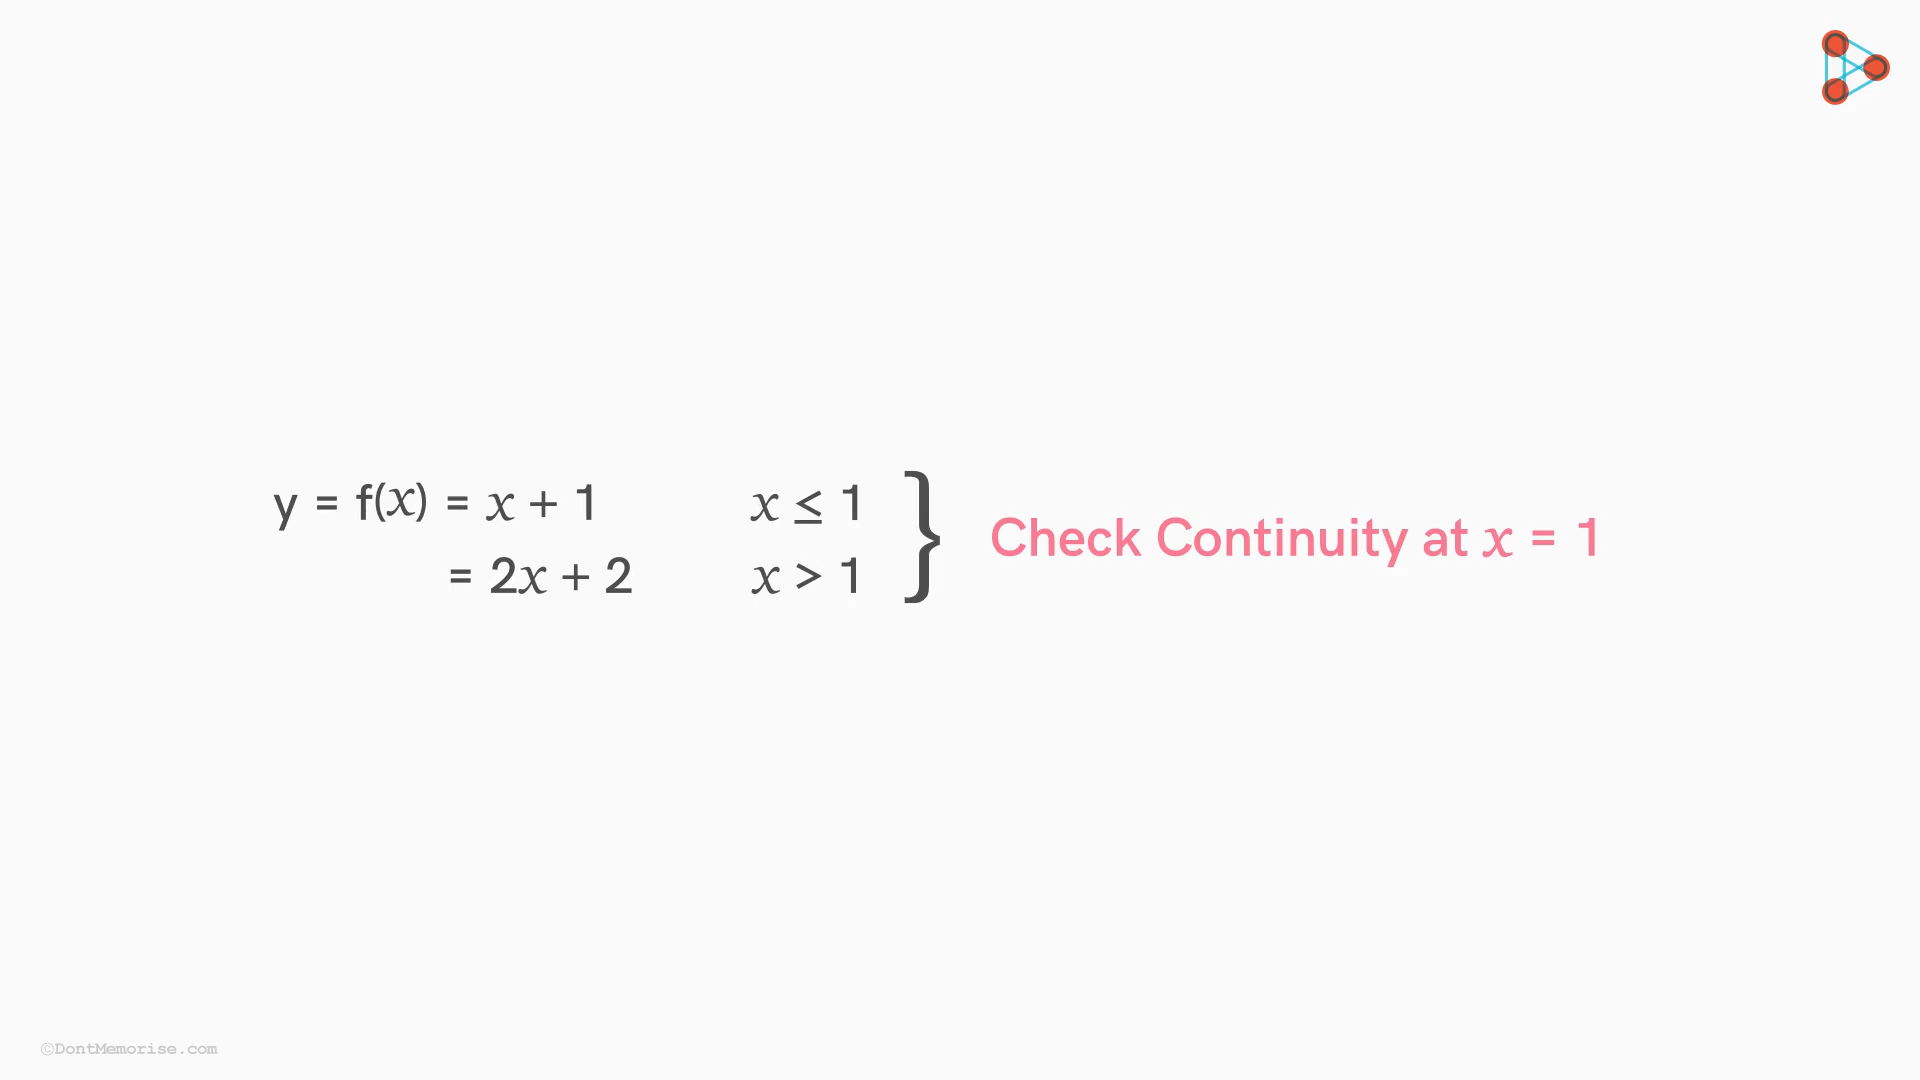 y = f(x) = x + 1 x ≤ 1
= 2x + 2 x > 1
} Check Continuity at x = 1
©DontMemorise.com